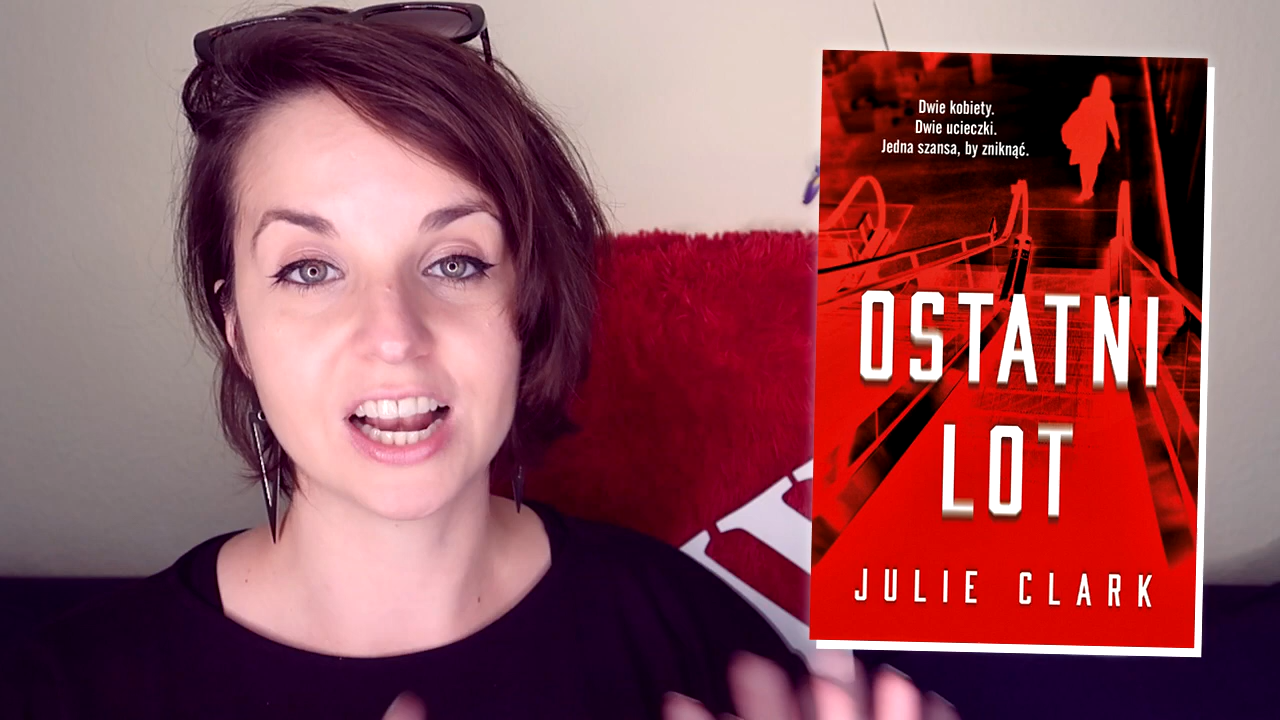 Dwie kobiety.
Dwie ucieczki.
Jedna szansa, by zniknąć.
OSTATNI
LOT
JULIE CLARK